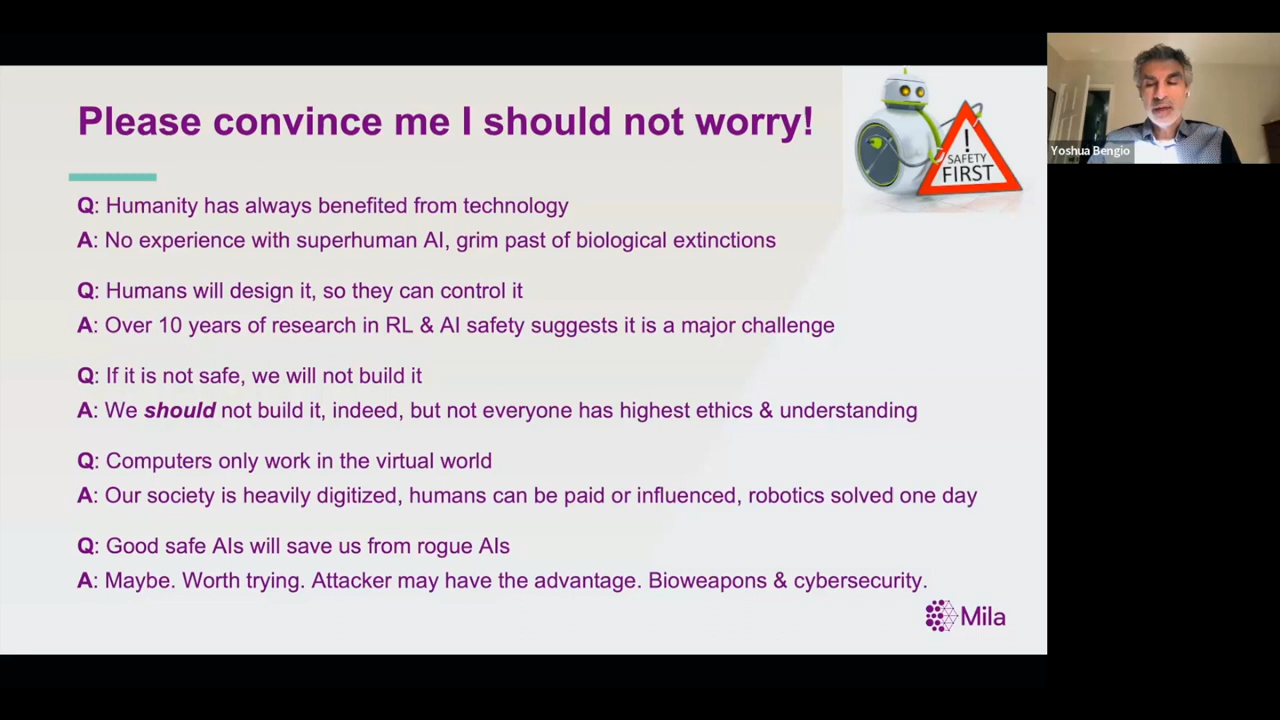 Please convince me I should not worry!
! SAFETY FIRST
Yoshua Bengio
Q: Humanity has always benefited from technology
A: No experience with superhuman AI, grim past of biological extinctions
Q: Humans will design it, so they can control it
A: Over 10 years of research in RL & AI safety suggests it is a major challenge
Q: If it is not safe, we will not build it
A: We should not build it, indeed, but not everyone has highest ethics & understanding
Q: Computers only work in the virtual world
A: Our society is heavily digitized, humans can be paid or influenced, robotics solved one day
Q: Good safe AIs will save us from rogue AIs
A: Maybe. Worth trying. Attacker may have the advantage. Bioweapons & cybersecurity.
Mila